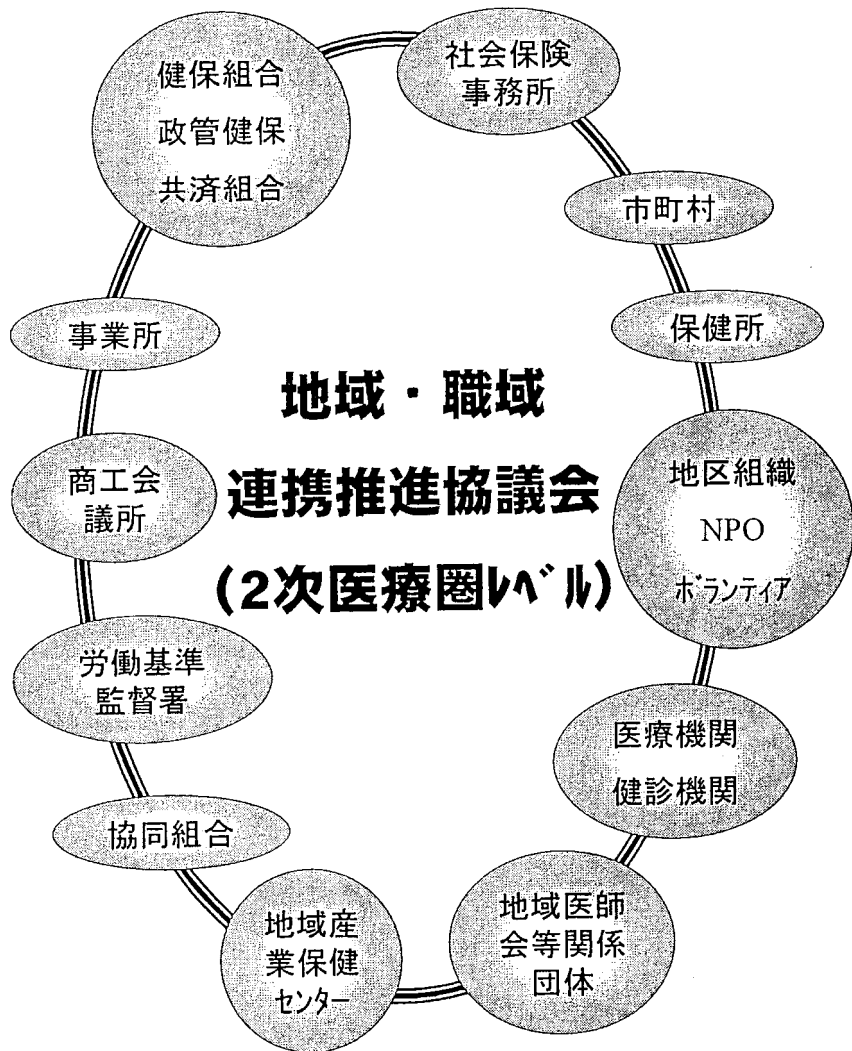 健保組合
政管健保
共済組合
社会保険
事務所
市町村
保健所
地区組織
NPO
ボランティア
医療機関
健診機関
地域医師
会等関係
団体
地域産
業保健
センター
協同組合
労働基準
監督署
商工会
議所
事業所
地域・職域
連携推進協議会
(2次医療圏ﾚﾍﾞﾙ)